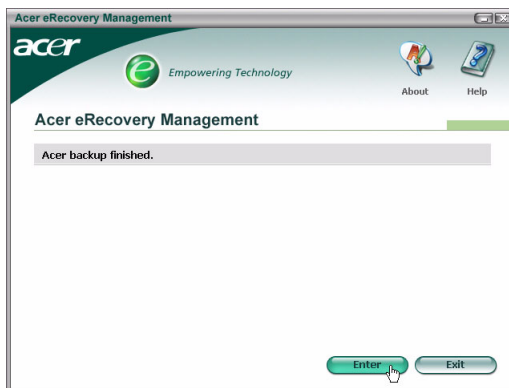 Acer eRecovery Management
acer
e Empowering Technology
About Help
Acer eRecovery Management
Acer backup finished.
Enter Exit